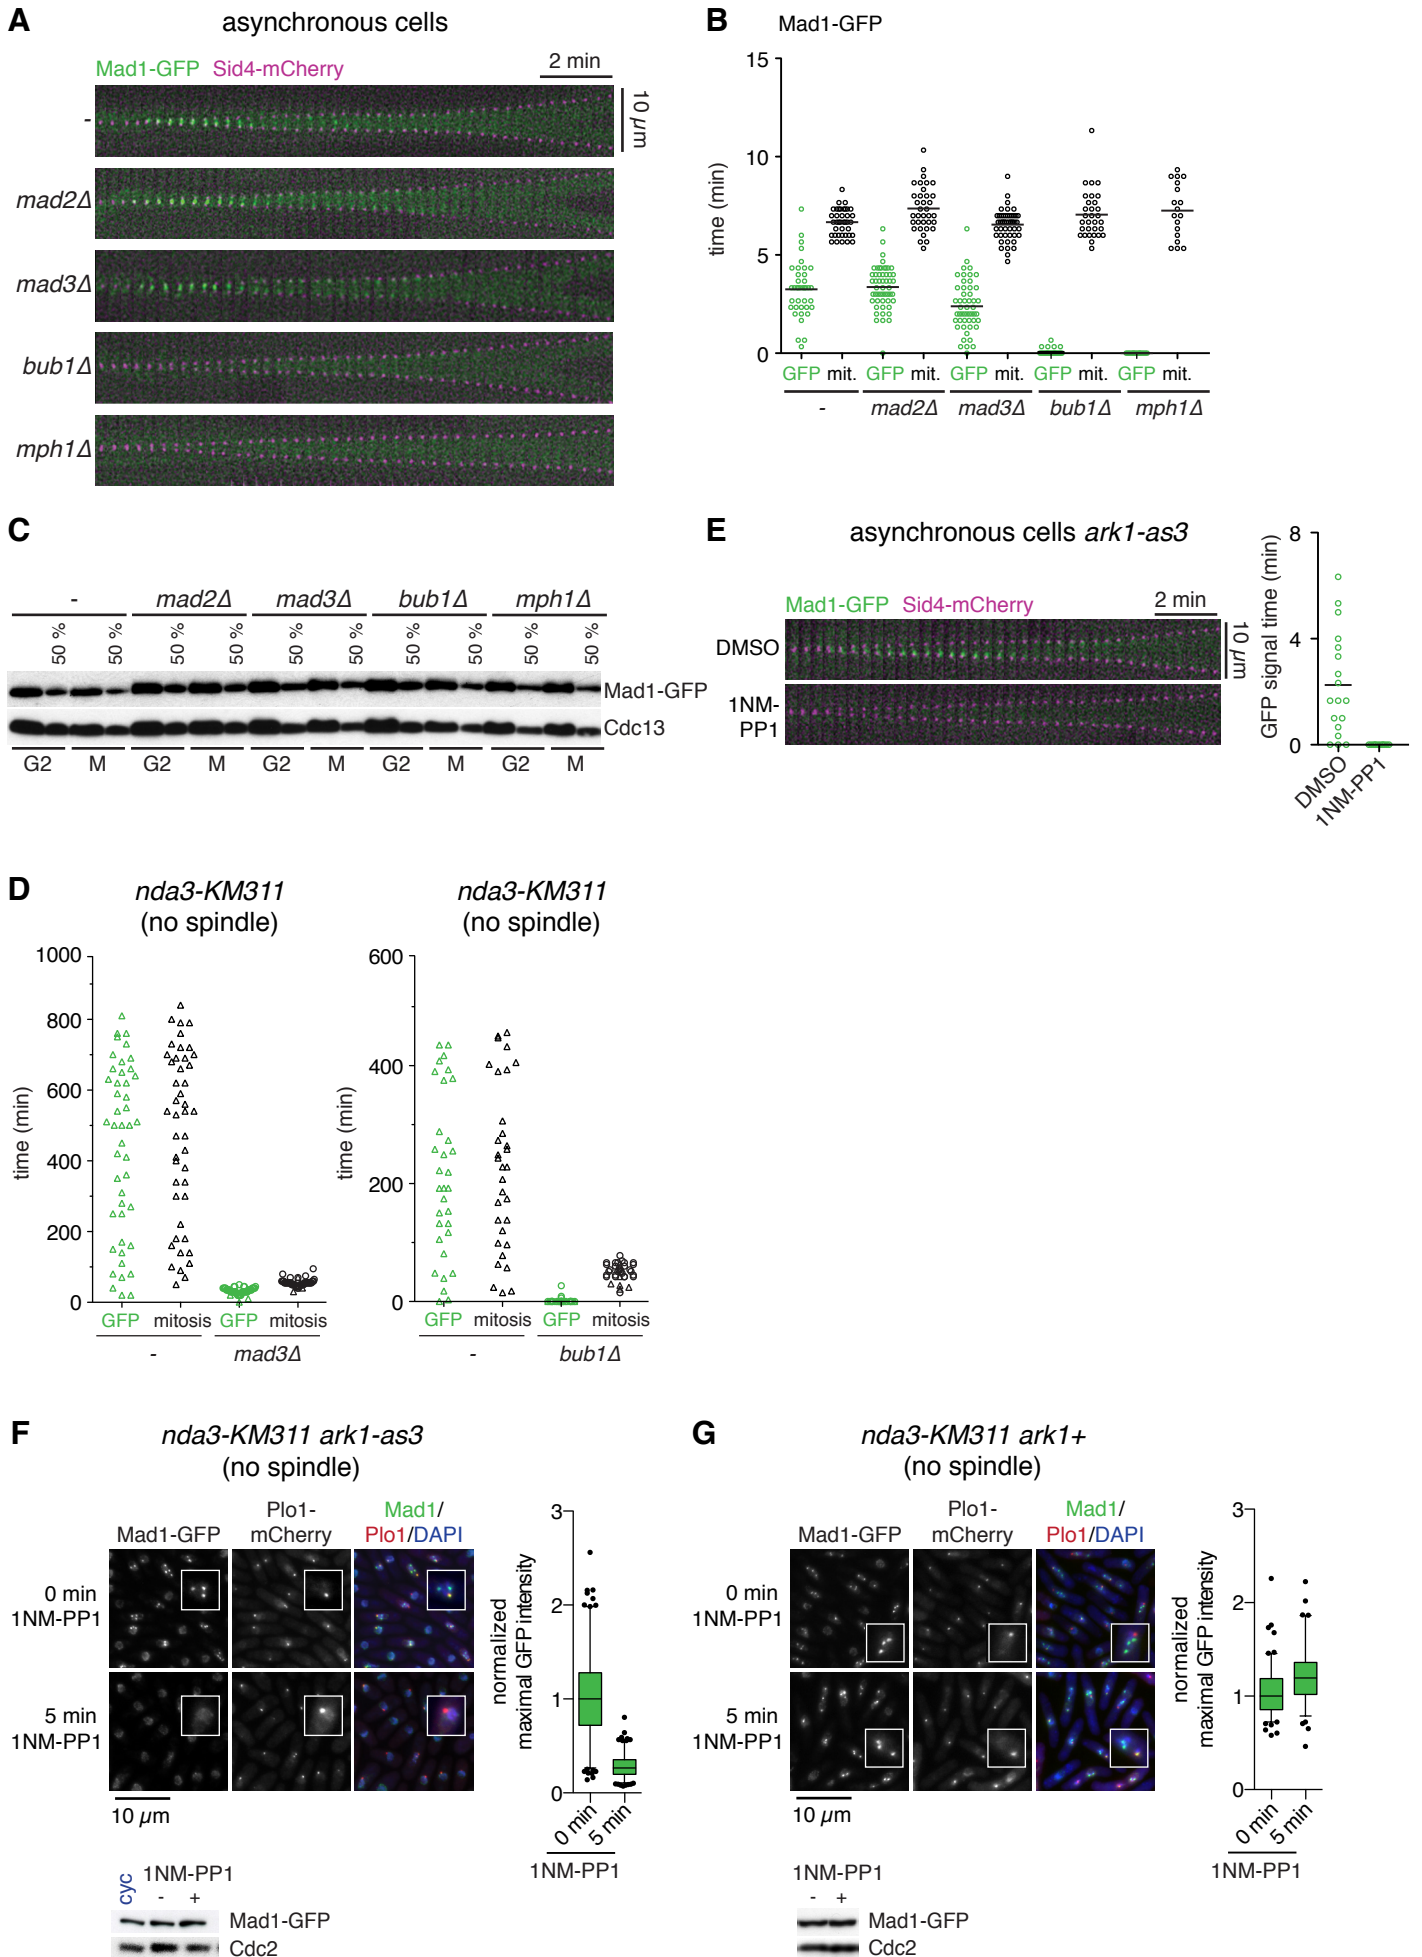 A
asynchronous cells
Mad1-GFP Sid4-mCherry
2 min
10 µm
-
mad2Δ
mad3Δ
bub1Δ
mph1Δ
B
Mad1-GFP
time (min)
15
10
5
0
GFP mit. GFP mit. GFP mit. GFP mit. GFP mit.
- mad2Δ mad3Δ bub1Δ mph1Δ
C
- mad2Δ mad3Δ bub1Δ mph1Δ
50 % 50 % 50 % 50 % 50 % 50 % 50 % 50 % 50 % 50 %
Mad1-GFP
Cdc13
G2 M G2 M G2 M G2 M G2 M
E
asynchronous cells ark1-as3
Mad1-GFP Sid4-mCherry
2 min
10 µm
DMSO
1NM-
PP1
GFP signal time (min)
8
4
0
DMSO
1NM-PP1
D
nda3-KM311
(no spindle)
time (min)
1000
800
600
400
200
0
GFP mitosis GFP mitosis
- mad3Δ
nda3-KM311
(no spindle)
time (min)
600
400
200
0
GFP mitosis GFP mitosis
- bub1Δ
F
nda3-KM311 ark1-as3
(no spindle)
Mad1-GFP
Plo1-
mCherry
Mad1/
Plo1/DAPI
0 min
1NM-PP1
5 min
1NM-PP1
10 µm
normalized
maximal GFP intensity
3
2
1
0
0 min
5 min
1NM-PP1
cyc
1NM-PP1
- +
Mad1-GFP
Cdc2
G
nda3-KM311 ark1+
(no spindle)
Mad1-GFP
Plo1-
mCherry
Mad1/
Plo1/DAPI
0 min
1NM-PP1
5 min
1NM-PP1
10 µm
normalized
maximal GFP intensity
3
2
1
0
0 min
5 min
1NM-PP1
1NM-PP1
- +
Mad1-GFP
Cdc2